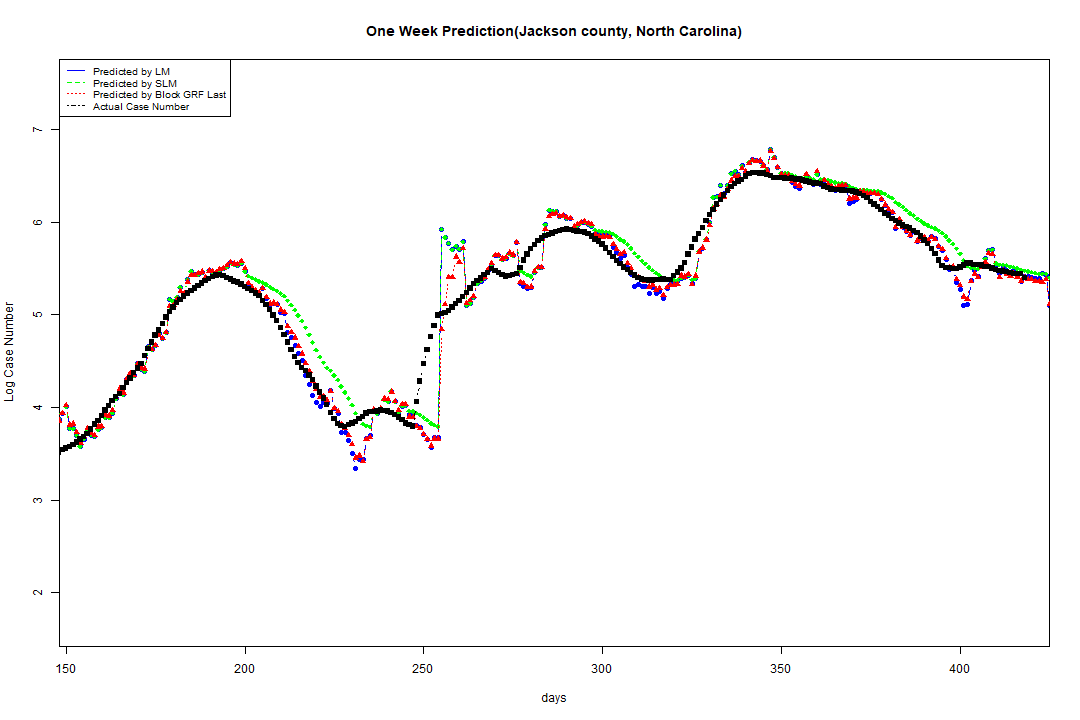 One Week Prediction(Jackson county, North Carolina)
Predicted by LM
Predicted by SLM
Predicted by Block GRF Last
Actual Case Number
Log Case Number
7
6
5
4
3
2
150 200 250 300 350 400
days